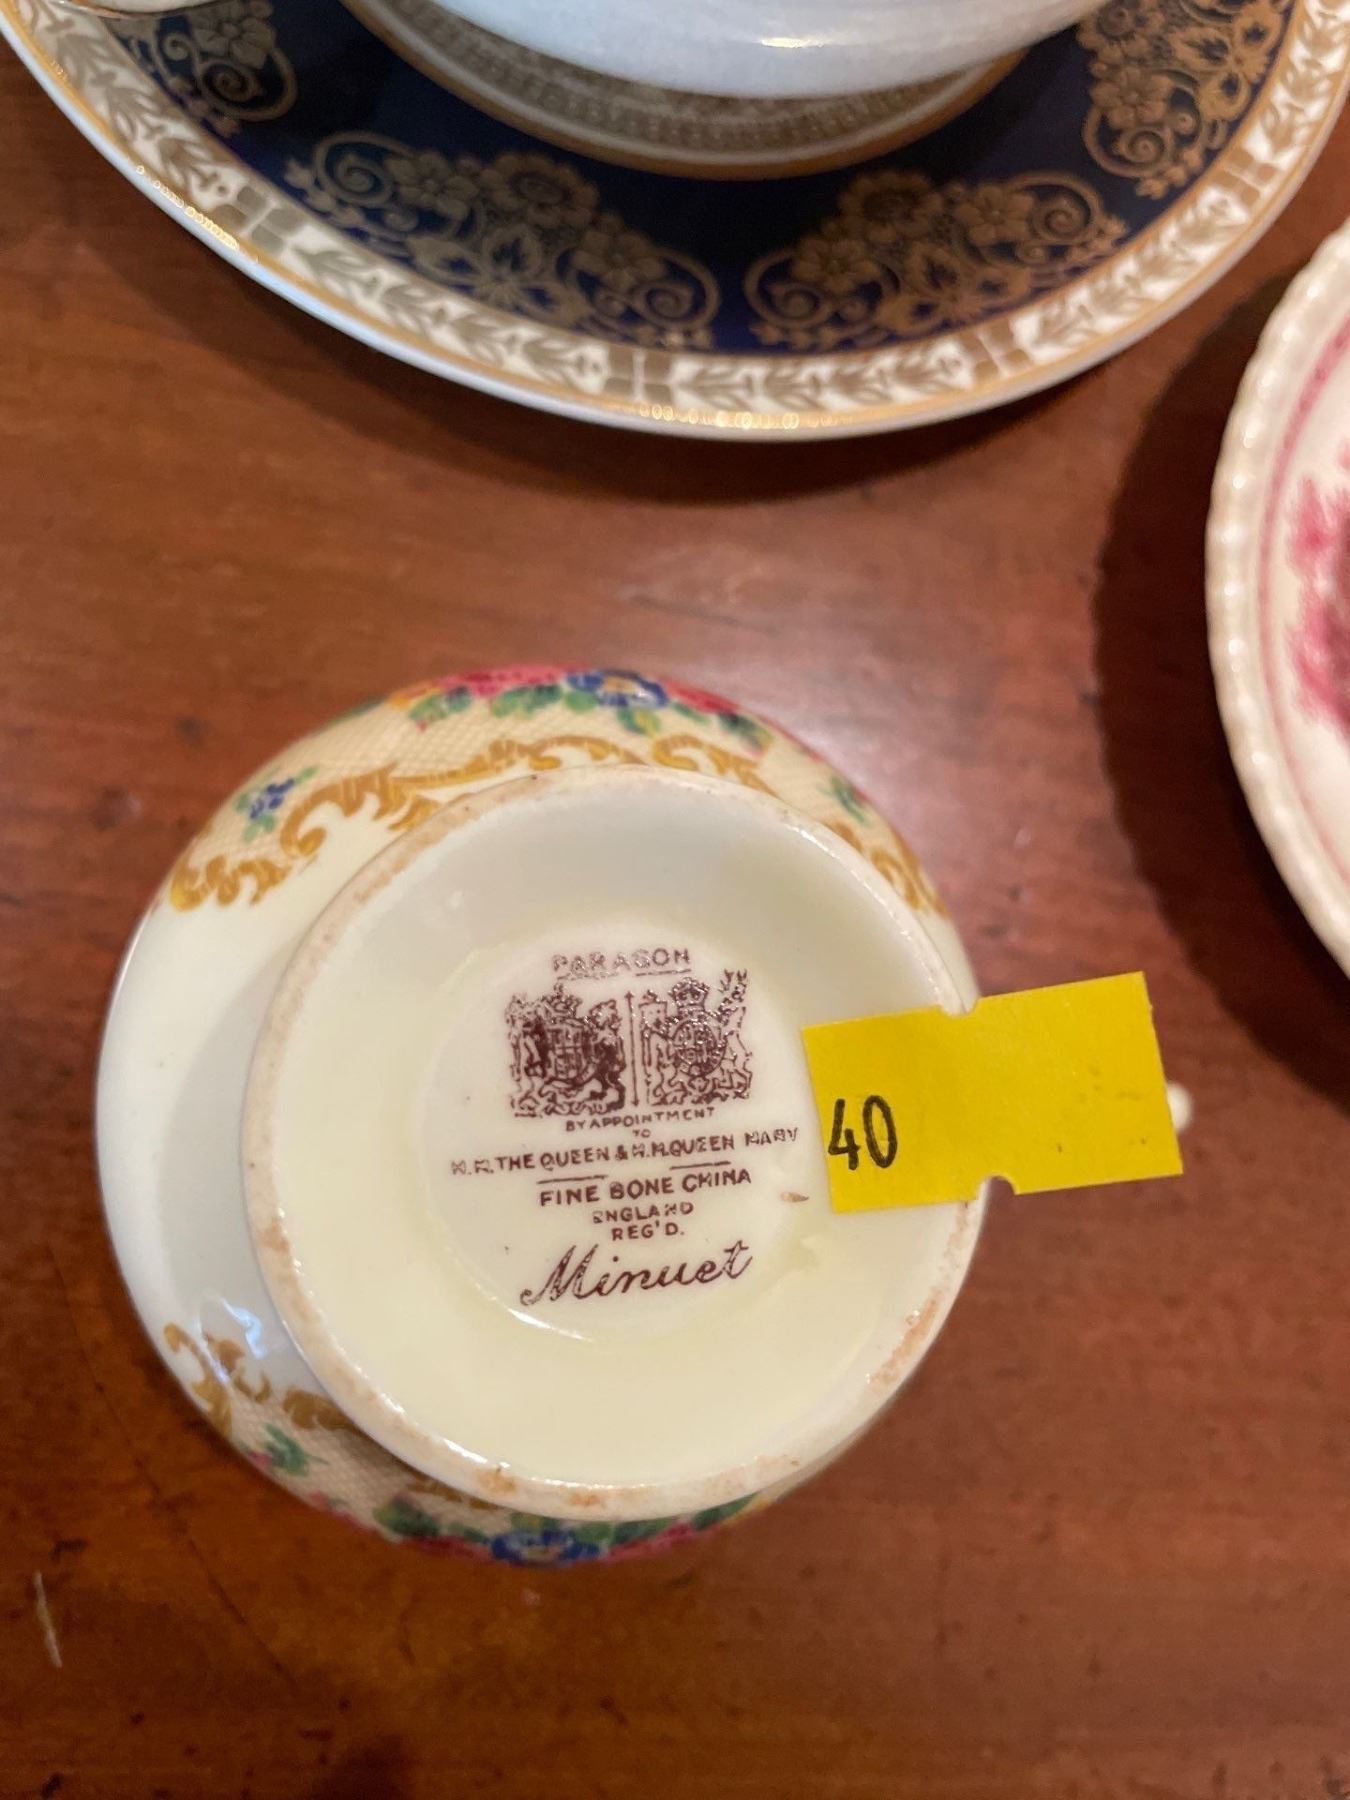 PARAGON
BY APPOINTMENT
TO
H.M. THE QUEEN & H.M. QUEEN MARY
FINE BONE CHINA
ENGLAND
REG'D.
Minuet
40